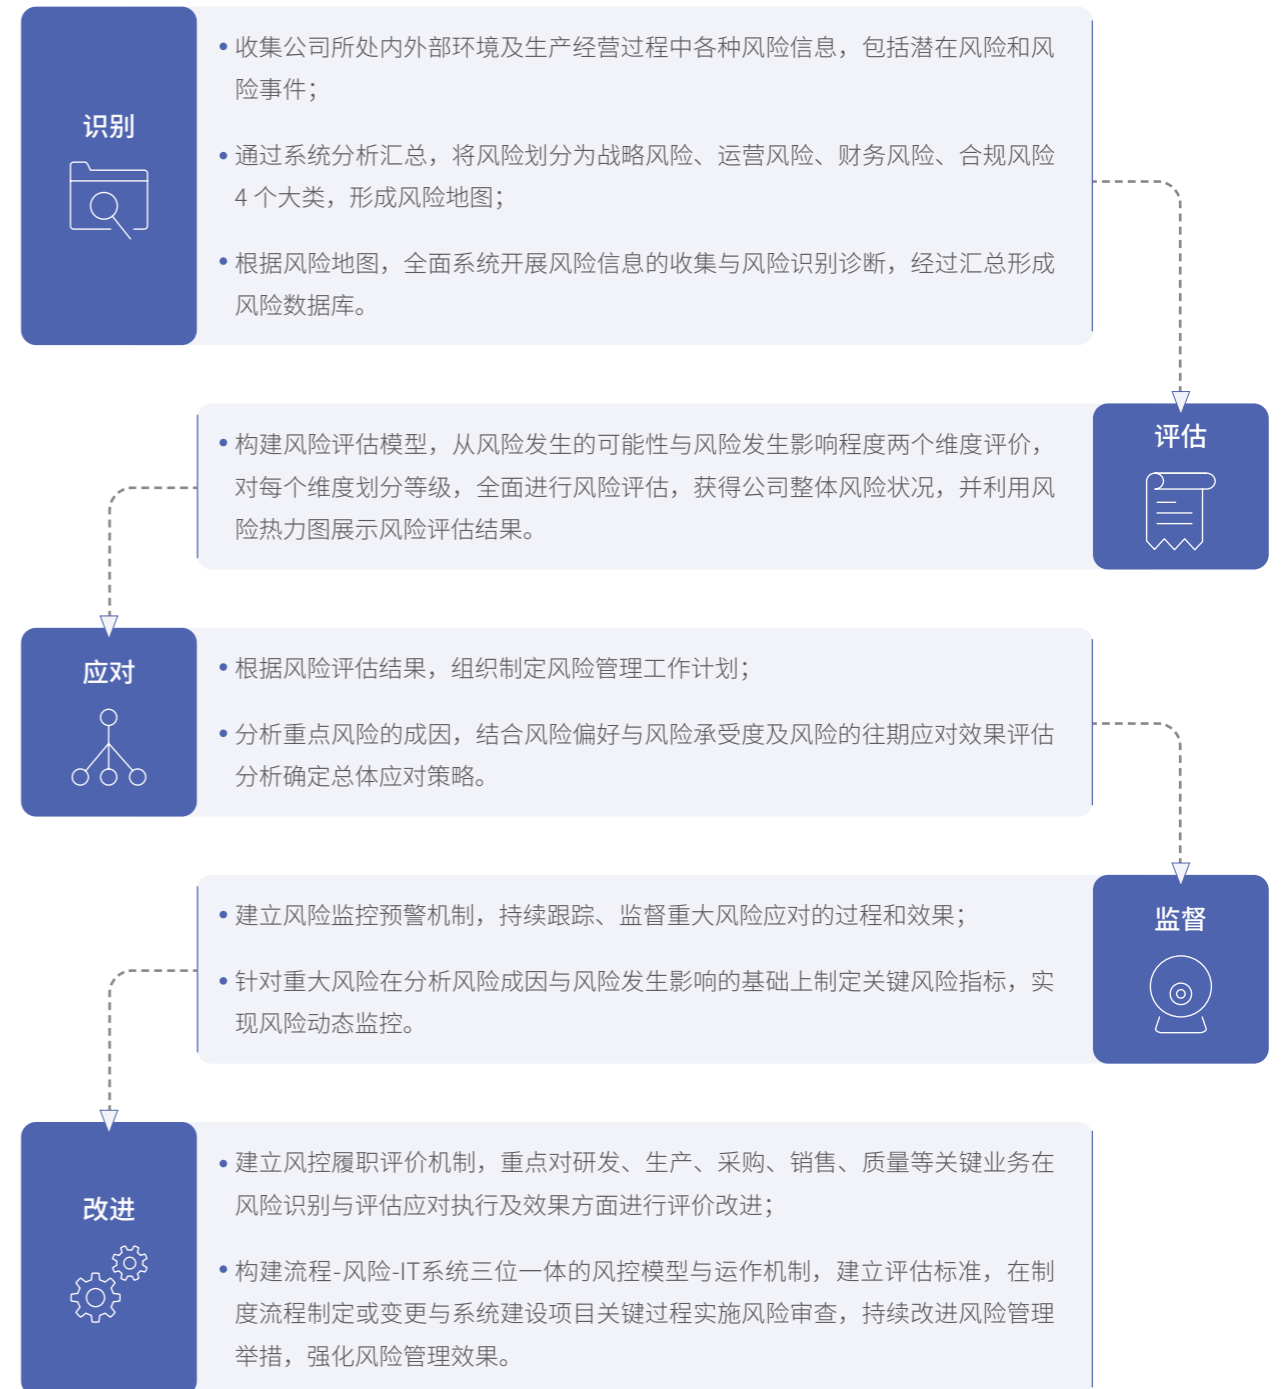 识别
• 收集公司所处内外部环境及生产经营过程中各种风险信息，包括潜在风险和风
险事件；
• 通过系统分析汇总，将风险划分为战略风险、运营风险、财务风险、合规风险
4 个大类，形成风险地图；
• 根据风险地图，全面系统开展风险信息的收集与风险识别诊断，经过汇总形成
风险数据库。
评估
• 构建风险评估模型，从风险发生的可能性与风险发生影响程度两个维度评价，
对每个维度划分等级，全面进行风险评估，获得公司整体风险状况，并利用风
险热力图展示风险评估结果。
应对
• 根据风险评估结果，组织制定风险管理工作计划；
• 分析重点风险的成因，结合风险偏好与风险承受度及风险的往期应对效果评估
分析确定总体应对策略。
监督
• 建立风险监控预警机制，持续跟踪、监督重大风险应对的过程和效果；
• 针对重大风险在分析风险成因与风险发生影响的基础上制定关键风险指标，实
现风险动态监控。
改进
• 建立风控履职评价机制，重点对研发、生产、采购、销售、质量等关键业务在
风险识别与评估应对执行及效果方面进行评价改进；
• 构建流程-风险-IT系统三位一体的风控模型与运作机制，建立评估标准，在制
度流程制定或变更与系统建设项目关键过程实施风险审查，持续改进风险管理
举措，强化风险管理效果。